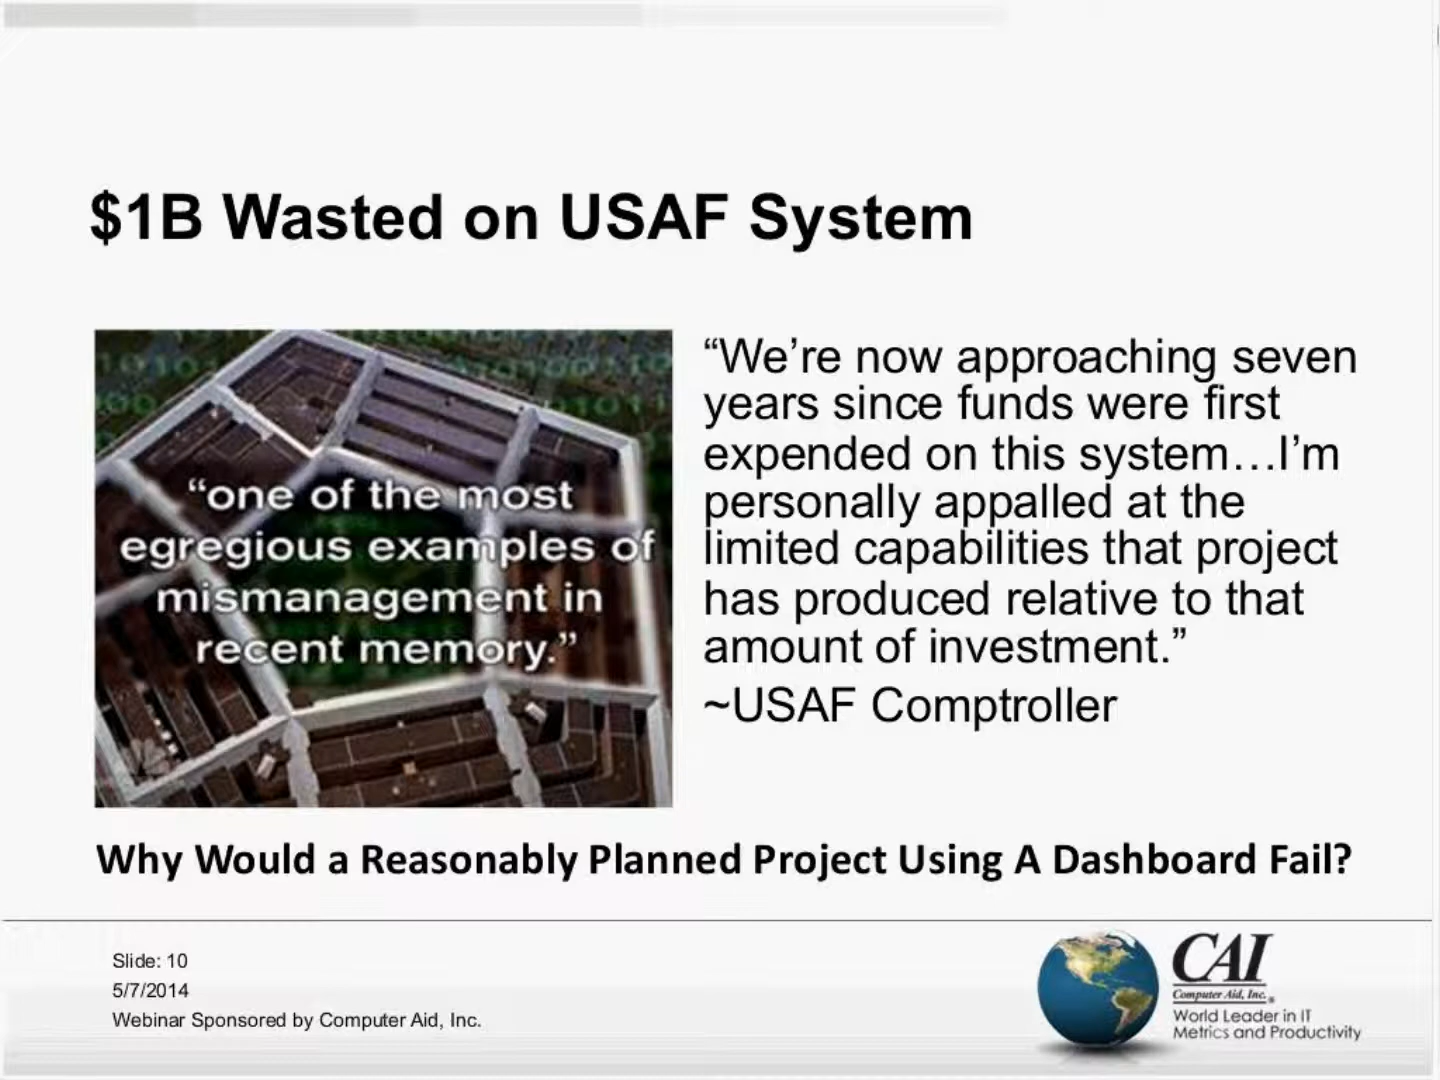 $1B Wasted on USAF System
“one of the most
egregious examples of
mismanagement in
recent memory.”
“We’re now approaching seven
years since funds were first
expended on this system…I’m
personally appalled at the
limited capabilities that project
has produced relative to that
amount of investment.”
~USAF Comptroller
Why Would a Reasonably Planned Project Using A Dashboard Fail?
Slide: 10
5/7/2014
Webinar Sponsored by Computer Aid, Inc.
CAI
Computer Aid, Inc.®
World Leader in IT
Metrics and Productivity